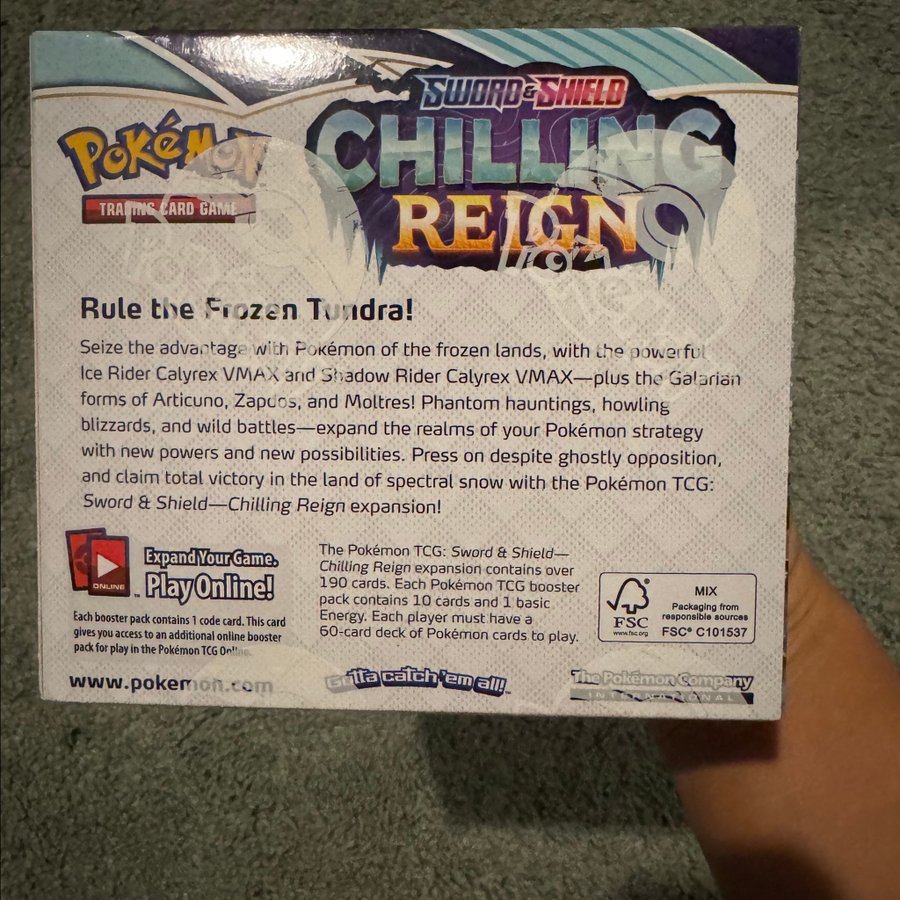 SWORD & SHIELD
CHILLING
REIGN
Pokémon
TRADING CARD GAME
Rule the Frozen Tundra!
Seize the advantage with Pokémon of the frozen lands, with the powerful
Ice Rider Calyrex VMAX and Shadow Rider Calyrex VMAX—plus the Galarian
forms of Articuno, Zapdos, and Moltres! Phantom hauntings, howling
blizzards, and wild battles—expand the realms of your Pokémon strategy
with new powers and new possibilities. Press on despite ghostly opposition,
and claim total victory in the land of spectral snow with the Pokémon TCG:
Sword & Shield—Chilling Reign expansion!
ONLINE
Expand Your Game.
Play Online!
™
Each booster pack contains 1 code card. This card
gives you access to an additional online booster
pack for play in the Pokémon TCG Online.
The Pokémon TCG: Sword & Shield—
Chilling Reign expansion contains over
190 cards. Each Pokémon TCG booster
pack contains 10 cards and 1 basic
Energy. Each player must have a
60-card deck of Pokémon cards to play.
FSC
www.fsc.org
MIX
Packaging from
responsible sources
FSC® C101537
www.pokemon.com
Gotta catch 'em all!™
The Pokémon Company
INTERNATIONAL